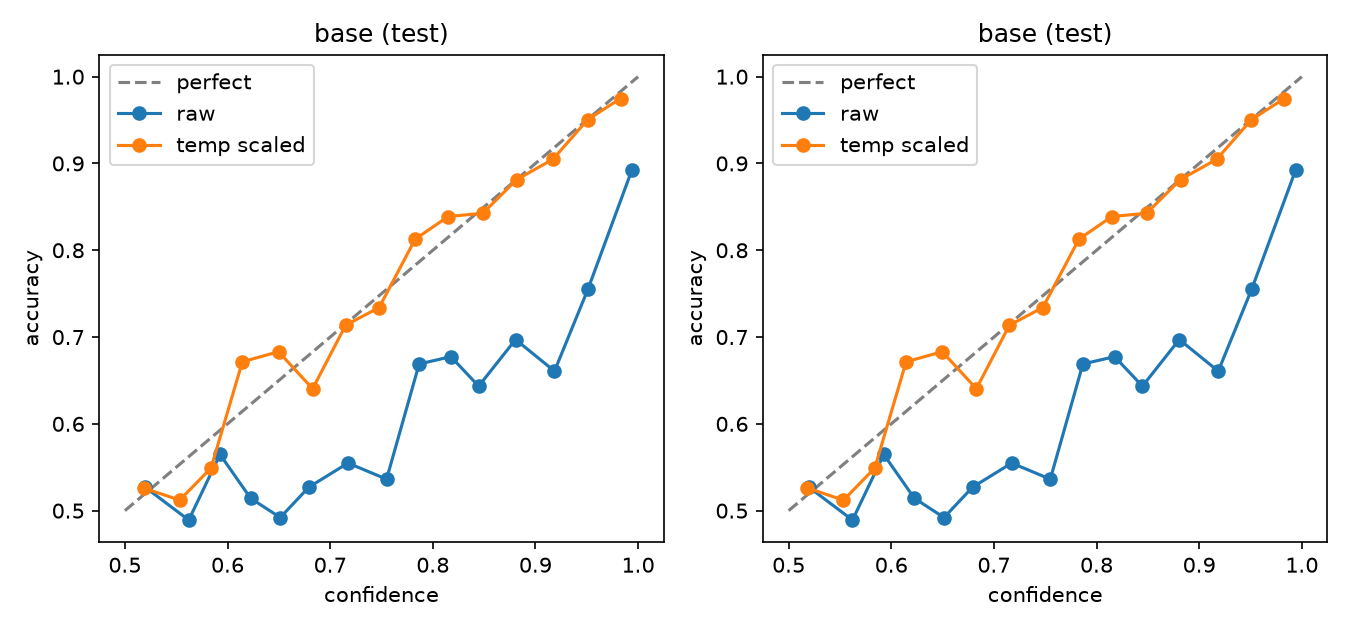 base (test)
perfect
raw
temp scaled
1.0
0.9
0.8
0.7
0.6
0.5
accuracy
0.5 0.6 0.7 0.8 0.9 1.0
confidence
base (test)
perfect
raw
temp scaled
1.0
0.9
0.8
0.7
0.6
0.5
accuracy
0.5 0.6 0.7 0.8 0.9 1.0
confidence